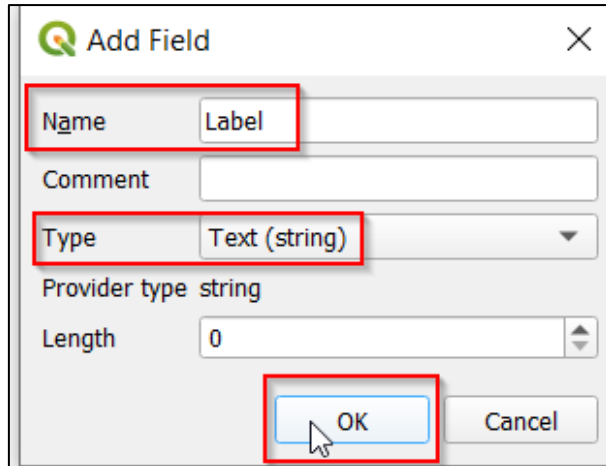 Add Field
Name Label
Comment
Type Text (string)
Provider type string
Length 0
OK Cancel